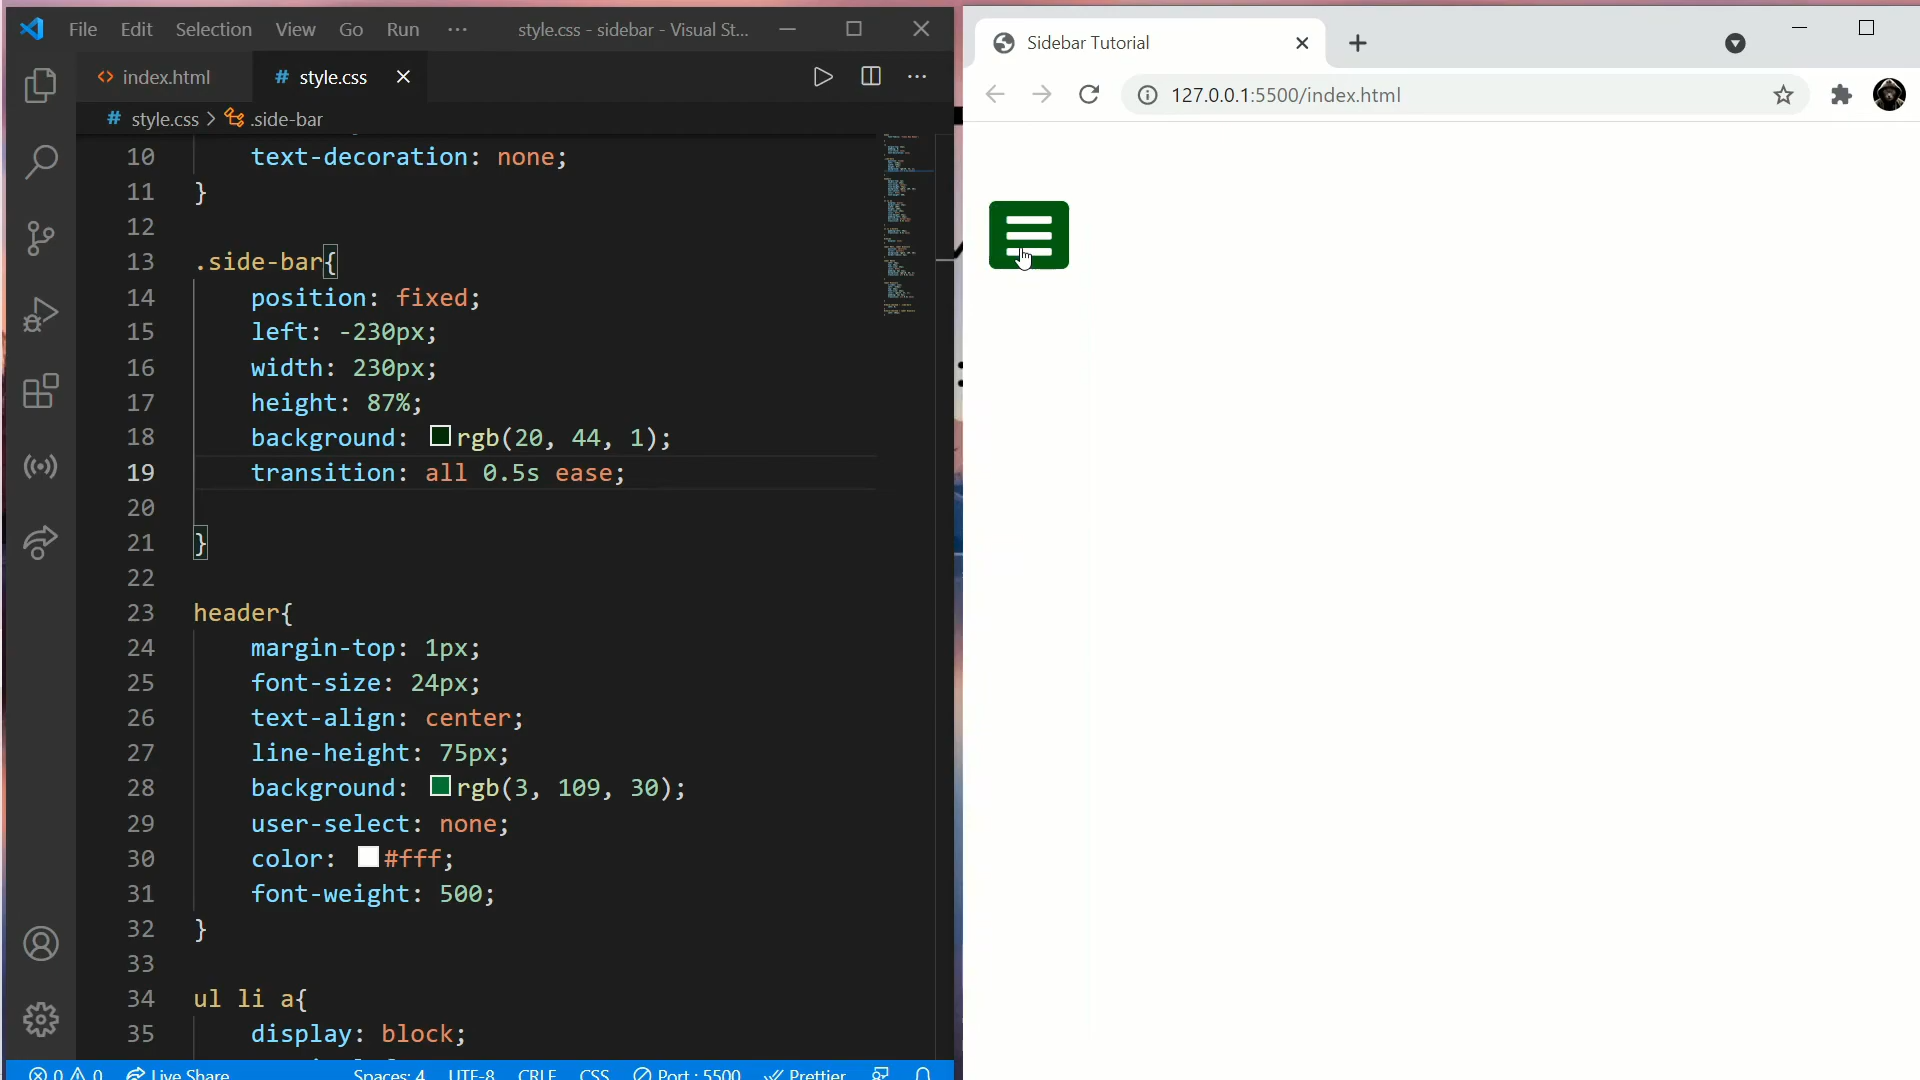 File Edit Selection View Go Run ··· style.css - sidebar - Visual St...
index.html
style.css
style.css > .side-bar
10 text-decoration: none;
11 }
12
13 .side-bar{
14 position: fixed;
15 left: -230px;
16 width: 230px;
17 height: 87%;
18 background: rgb(20, 44, 1);
19 transition: all 0.5s ease;
20
21 }
22
23 header{
24 margin-top: 1px;
25 font-size: 24px;
26 text-align: center;
27 line-height: 75px;
28 background: rgb(3, 109, 30);
29 user-select: none;
30 color: #fff;
31 font-weight: 500;
32 }
33
34 ul li a{
35 display: block;
0 0 Live Share Spaces: 4 UTF-8 CRLF CSS Port : 5500 Prettier
Sidebar Tutorial
127.0.0.1:5500/index.html